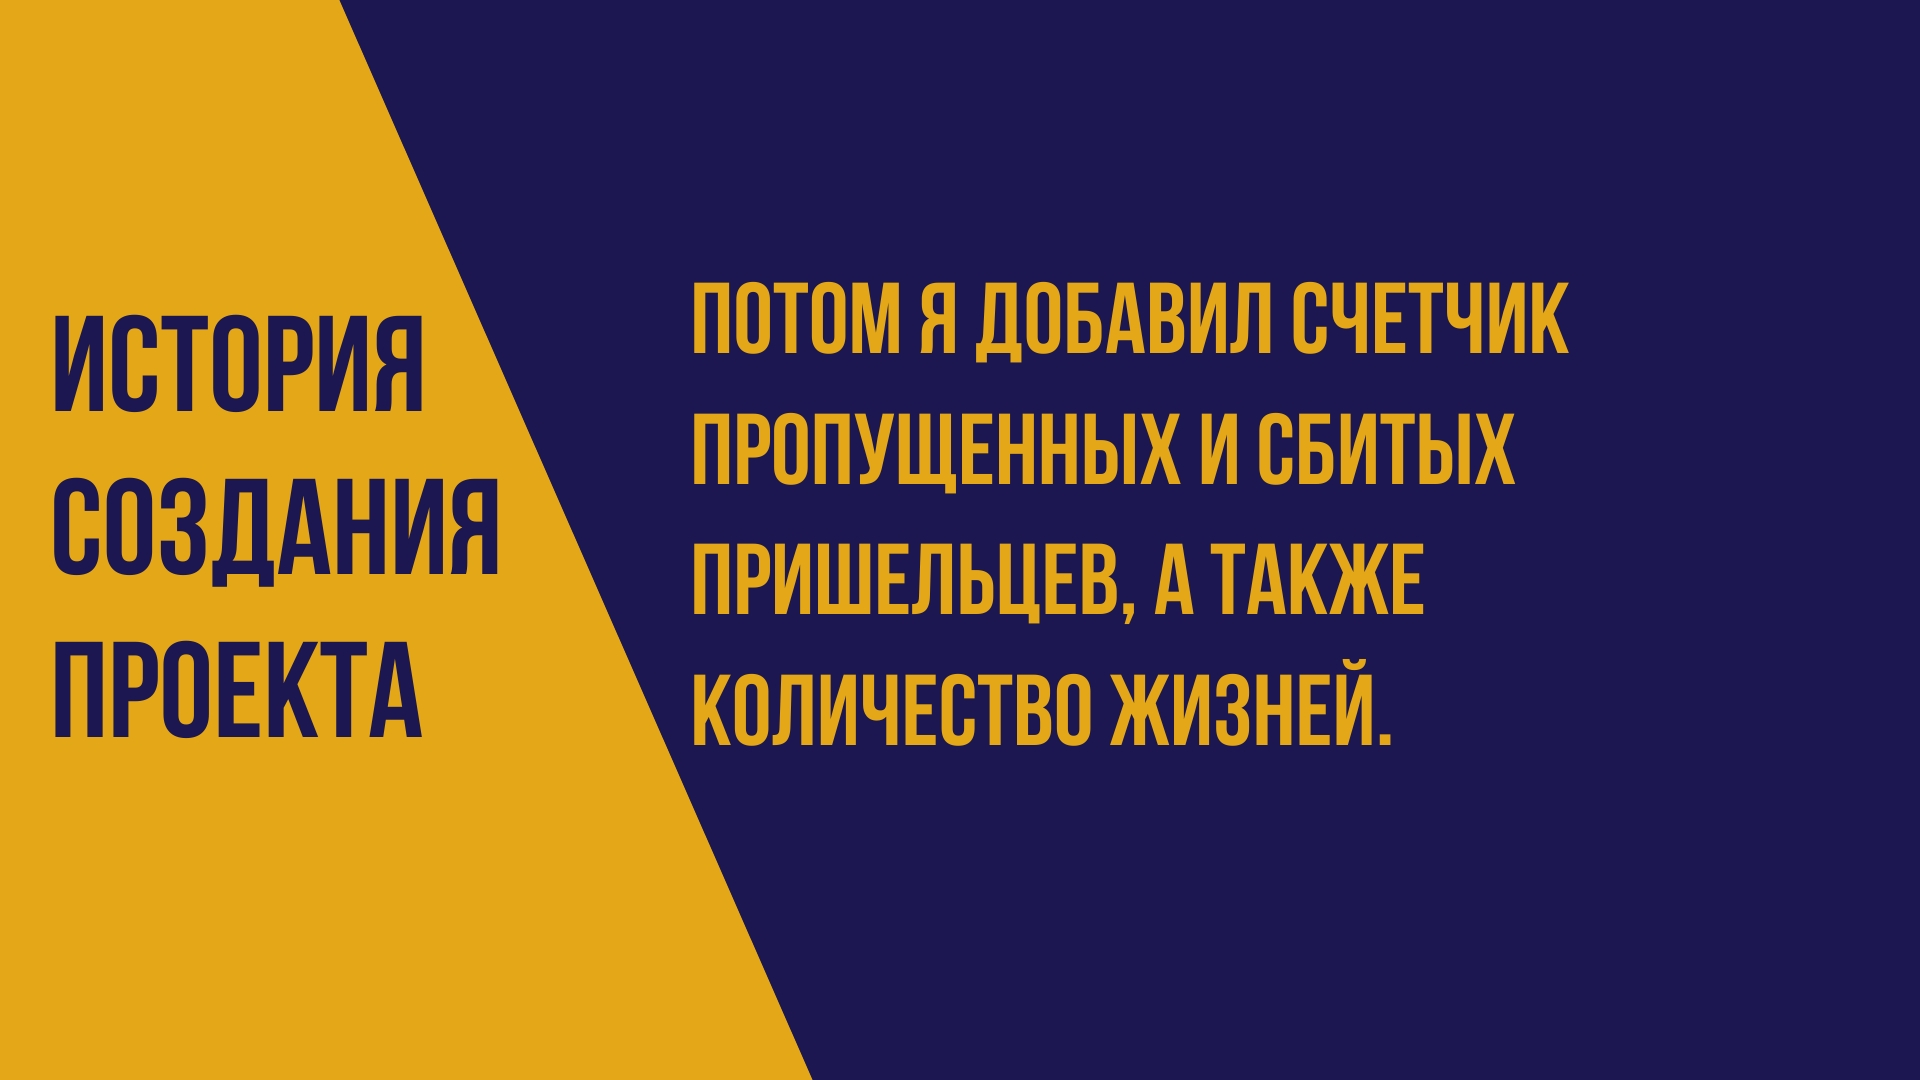 ИСТОРИЯ
СОЗДАНИЯ
ПРОЕКТА
ПОТОМ Я ДОБАВИЛ СЧЕТЧИК
ПРОПУЩЕННЫХ И СБИТЫХ
ПРИШЕЛЬЦЕВ, А ТАКЖЕ
КОЛИЧЕСТВО ЖИЗНЕЙ.